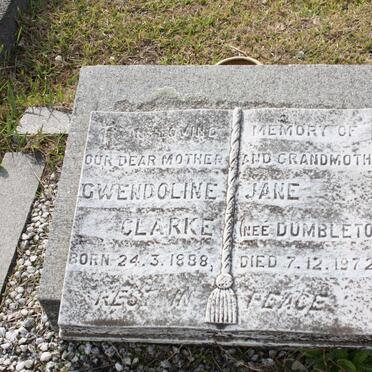 IN LOVING MEMORY OF
OUR DEAR MOTHER AND GRANDMOTH
GWENDOLINE JANE
CLARKE (NEE DUMBLETO
BORN 24.3.1898, DIED 7.12.1972
REST IN PEACE